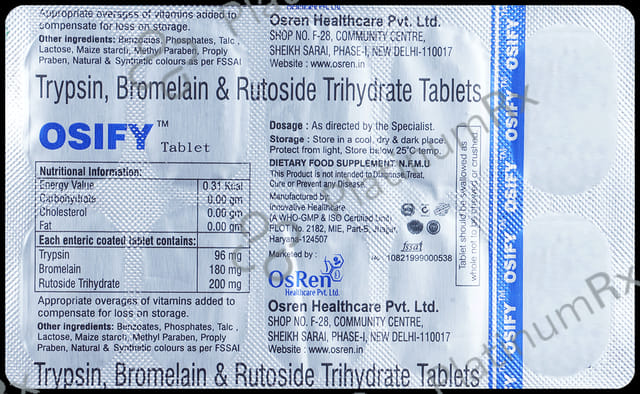 Appropriate overages of vitamins added to
compensate for loss on storage.
Other ingredients: Benzoates, Phosphates, Talc,
Lactose, Maize starch, Methyl Paraben, Proply
Praben, Natural & Synthetic colours as per FSSAI
Osren Healthcare Pvt. Ltd.
SHOP NO. F-28, COMMUNITY CENTRE,
SHEIKH SARAI, PHASE-I, NEW DELHI-110017
Website : www.osren.in
Trypsin, Bromelain & Rutoside Trihydrate Tablets
OSIFY™
Tablet
Nutritional Information:
Energy Value 0.31 Kcal
Carbohydrate 0.00 gm
Cholesterol 0.00 gm
Fat 0.00 gm
Each enteric coated tablet contains:
Trypsin 96 mg
Bromelain 180 mg
Rutoside Trihydrate 200 mg
Appropriate overages of vitamins added to
compensate for loss on storage.
Other ingredients: Benzoates, Phosphates, Talc,
Lactose, Maize starch, Methyl Paraben, Proply
Praben, Natural & Synthetic colours as per FSSAI
Dosage : As directed by the Specialist.
Storage : Store in a cool, dry & dark place.
Protect from light, Store below 25°C temp.
DIETARY FOOD SUPPLEMENT. N.F.M.U
This Product is not intended to Diagnose, Treat,
Cure or Prevent any Disease
Manufactured by
Innovative Healthcare
(A WHO-GMP & ISO Certified Unit)
PLOT No. 2182, MIE, Part-B,
Haryana-124507
fssai
10821999000538
Marketed by :
OsRen
Healthcare Pvt. Ltd.
Osren Healthcare Pvt. Ltd.
SHOP NO. F-28, COMMUNITY CENTRE,
SHEIKH SARAI, PHASE-I, NEW DELHI-110017
Website : www.osren.in
Tablet should be swallowed as
whole not to be chewed or crushed
OSIFY™
OSIFY™
OSIFY™
OSIFY
Trypsin, Bromelain & Rutoside Trihydrate Tablets
PlatinumRx
PlatinumRx